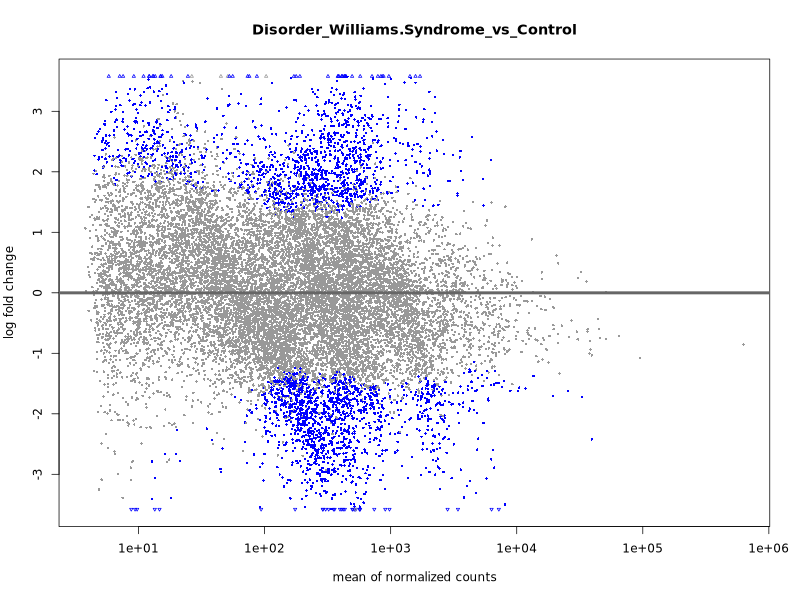 Disorder_Williams.Syndrome_vs_Control
log fold change
3
2
1
0
-1
-2
-3
1e+01 1e+02 1e+03 1e+04 1e+05 1e+06
mean of normalized counts